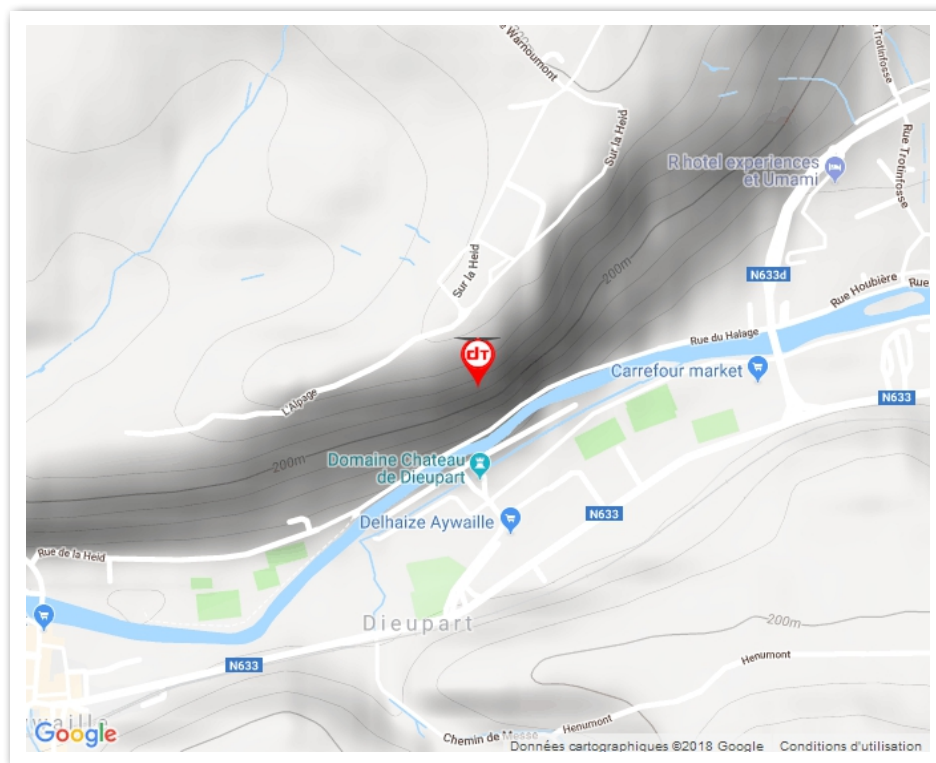 Warnoumont
Rue Trotinfosse
Sur la Heid
R hotel experiences
et Umami
Rue Trotinfosse
Sur la Heid
200m
N633d
Rue Houbière
Rue
Rue du Halage
dT
Carrefour market
L'Alpage
N633
200m
Domaine Chateau
de Dieupart
N633
Delhaize Aywaille
Rue de la Heid
Dieupart
200m
N633
Henumont
Henumont
Chemin de Messe
Google
Données cartographiques ©2018 Google
Conditions d'utilisation